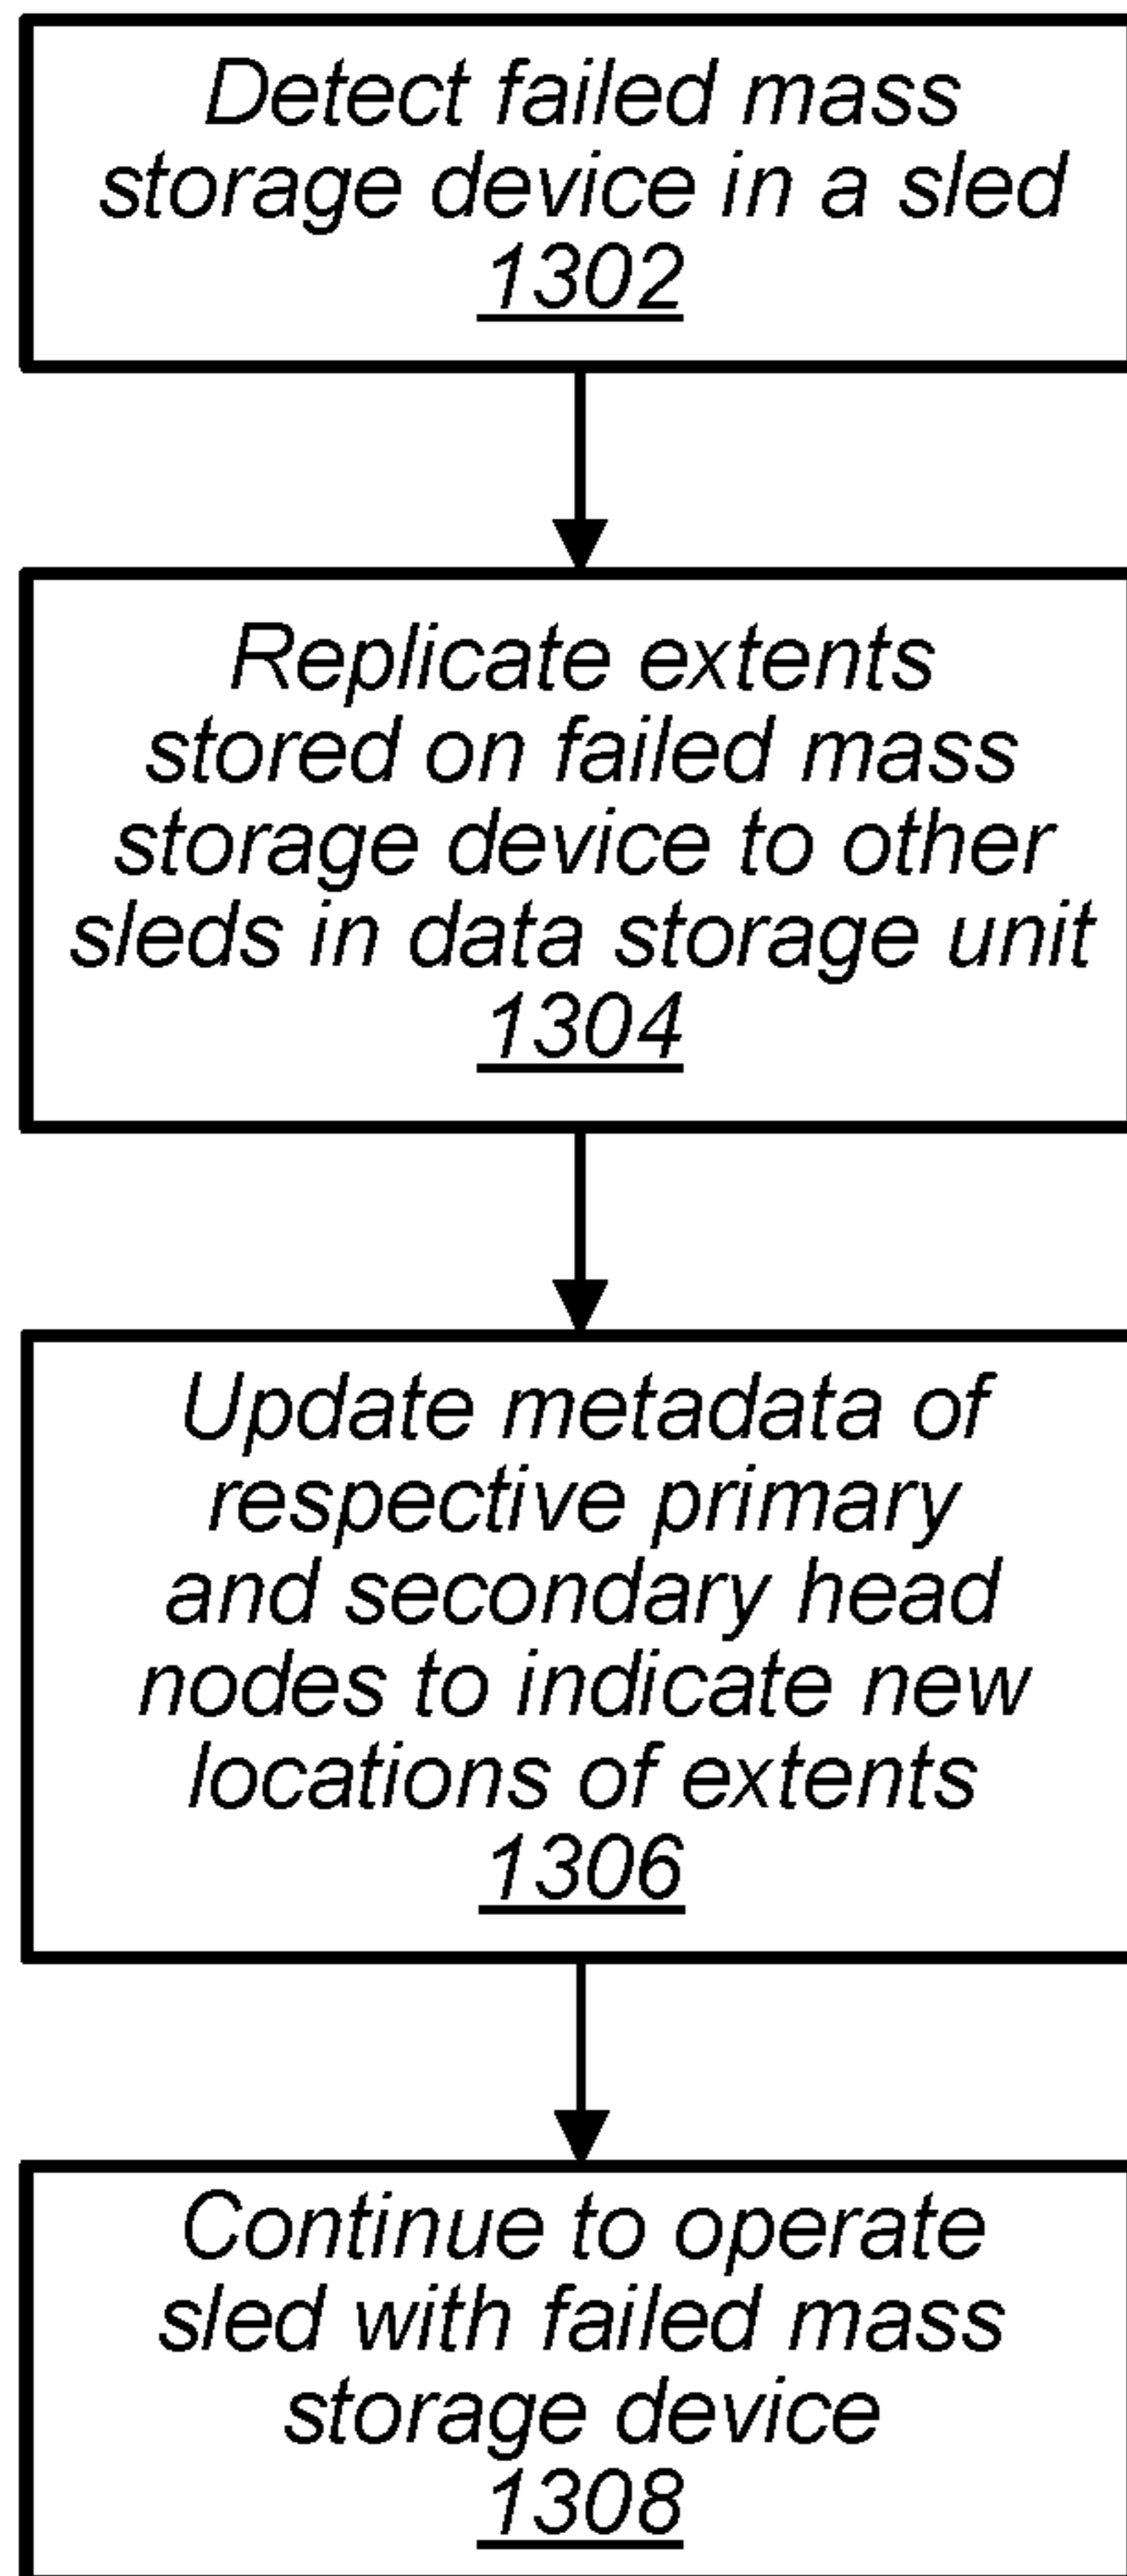 Detect failed mass
storage device in a sled
1302
Replicate extents
stored on failed mass
storage device to other
sleds in data storage unit
1304
Update metadata of
respective primary
and secondary head
nodes to indicate new
locations of extents
1306
Continue to operate
sled with failed mass
storage device
1308